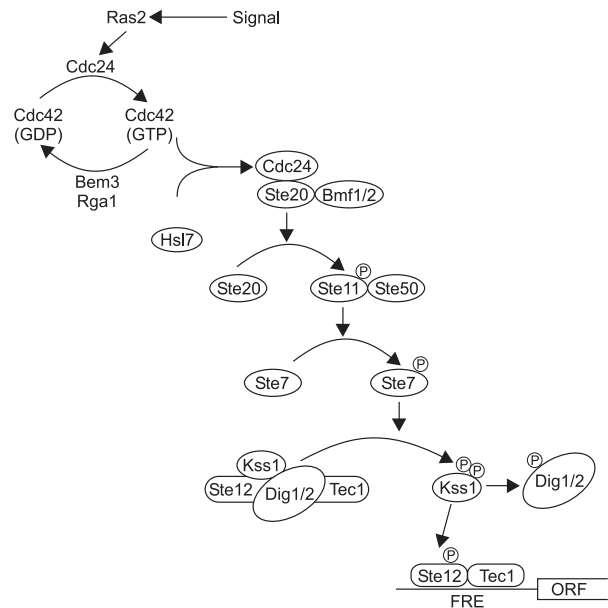 Ras2 Signal
Cdc24
Cdc42 Cdc42
(GDP) (GTP)
Bem3
Rga1
Cdc24
Ste20 Bmf1/2
Hsl7
P
Ste20 Ste11 Ste50
P
Ste7 Ste7
Kss1 P P P
Ste12 Dig1/2 Tec1 Kss1 Dig1/2
P
Ste12 Tec1
FRE ORF